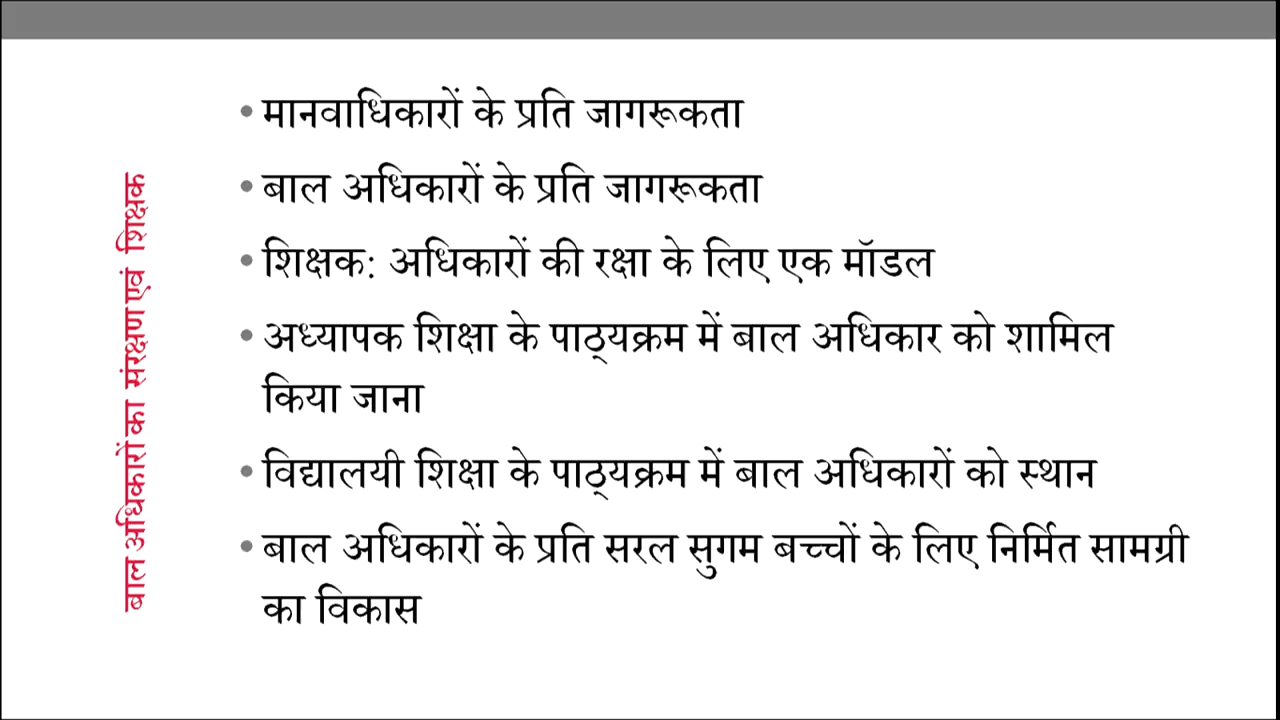 बाल अधिकारों का संरक्षण एवं शिक्षक
• मानवाधिकारों के प्रति जागरूकता
• बाल अधिकारों के प्रति जागरूकता
• शिक्षक: अधिकारों की रक्षा के लिए एक मॉडल
• अध्यापक शिक्षा के पाठ्यक्रम में बाल अधिकार को शामिल
किया जाना
• विद्यालयी शिक्षा के पाठ्यक्रम में बाल अधिकारों को स्थान
• बाल अधिकारों के प्रति सरल सुगम बच्चों के लिए निर्मित सामग्री
का विकास